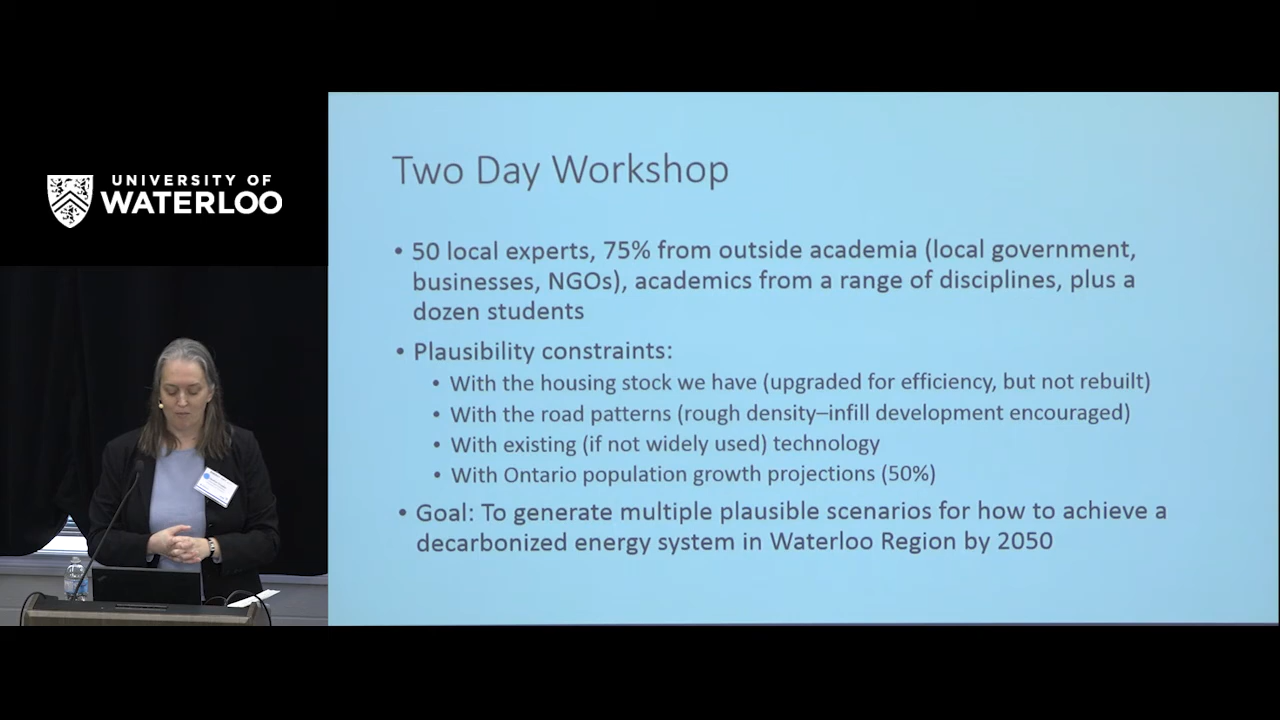 UNIVERSITY OF
WATERLOO
Two Day Workshop
• 50 local experts, 75% from outside academia (local government,
businesses, NGOs), academics from a range of disciplines, plus a
dozen students
• Plausibility constraints:
• With the housing stock we have (upgraded for efficiency, but not rebuilt)
• With the road patterns (rough density–infill development encouraged)
• With existing (if not widely used) technology
• With Ontario population growth projections (50%)
• Goal: To generate multiple plausible scenarios for how to achieve a
decarbonized energy system in Waterloo Region by 2050